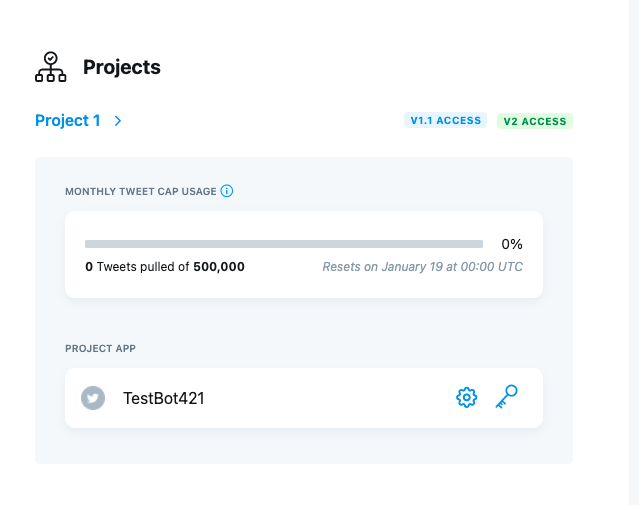 Projects
Project 1
V1.1 ACCESS
V2 ACCESS
MONTHLY TWEET CAP USAGE
0%
0 Tweets pulled of 500,000
Resets on January 19 at 00:00 UTC
PROJECT APP
TestBot421